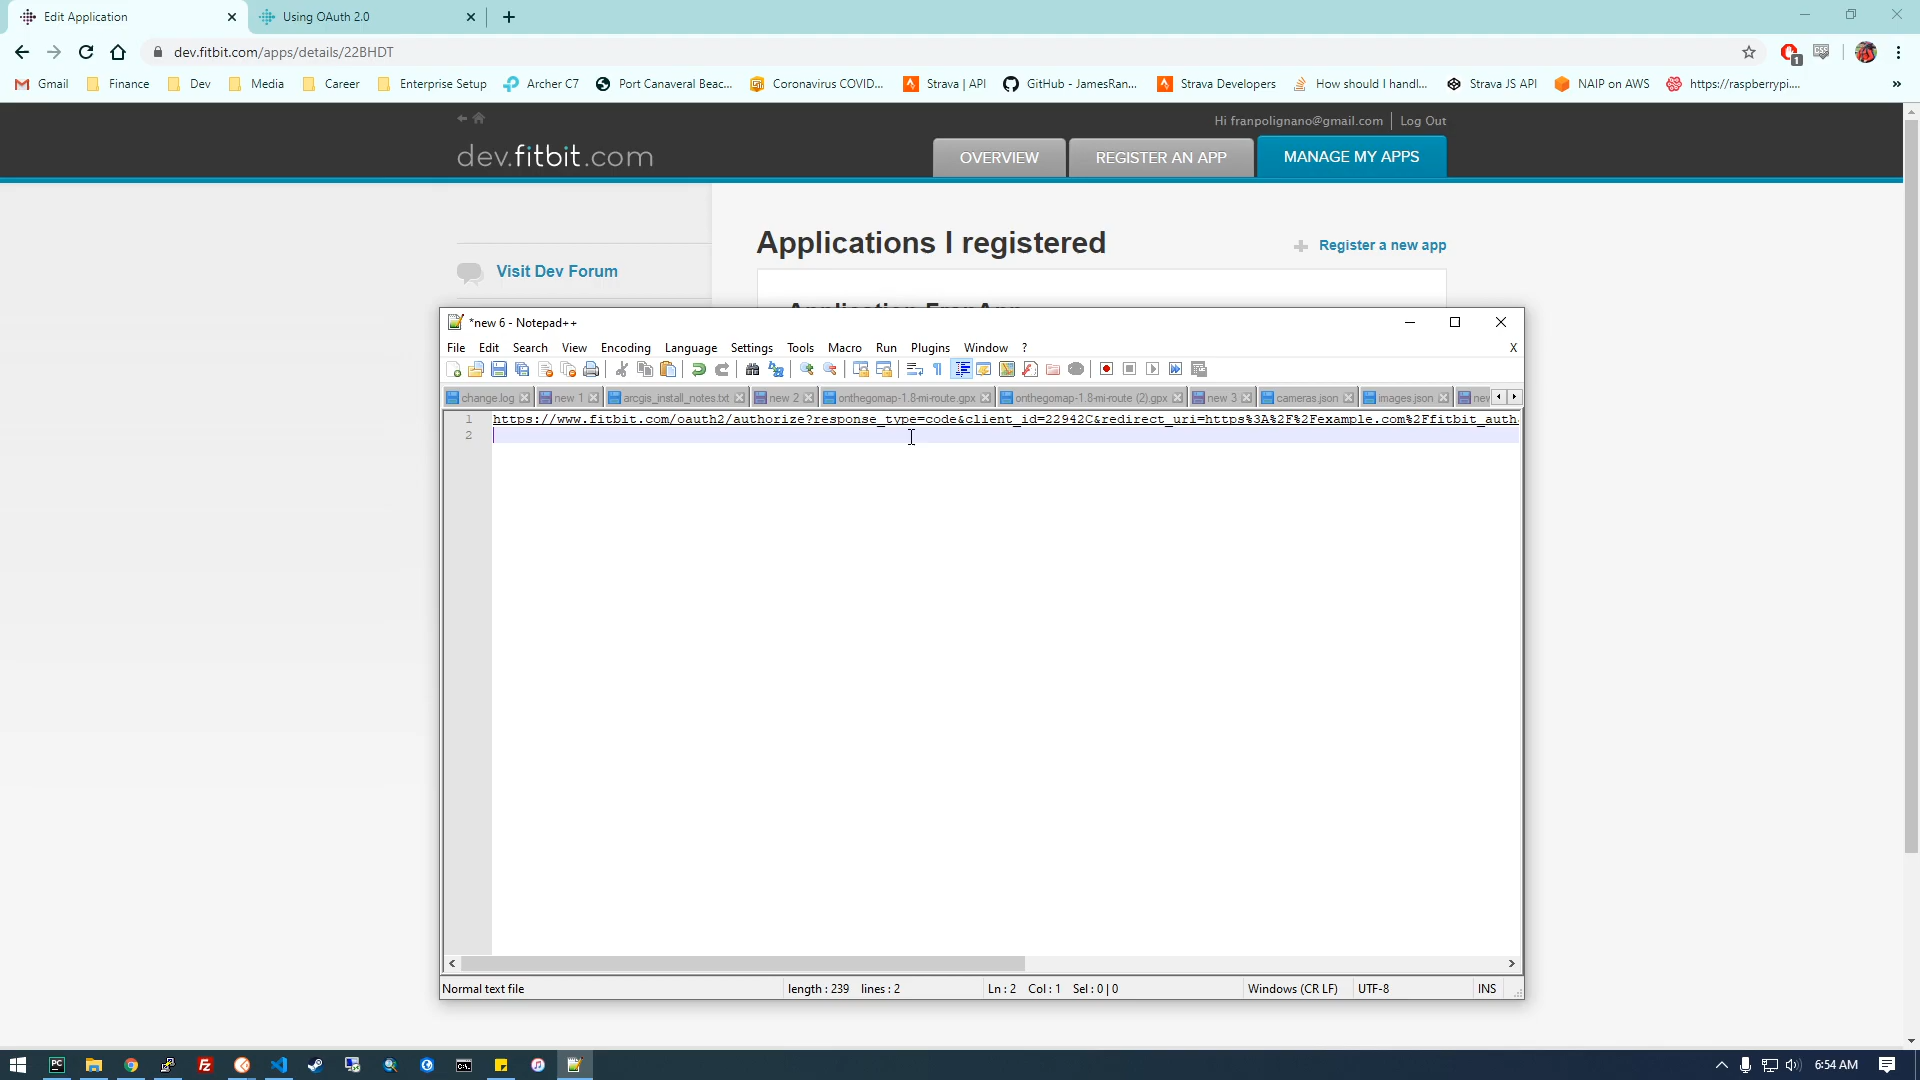 Edit Application
Using OAuth 2.0
dev.fitbit.com/apps/details/22BHDT
1
Gmail
Finance
Dev
Media
Career
Enterprise Setup
Archer C7
Port Canaveral Beac...
Coronavirus COVID...
Strava | API
GitHub - JamesRan...
Strava Developers
How should I handl...
Strava JS API
NAIP on AWS
https://raspberrypi....
»
Hi franpolignano@gmail.com
Log Out
dev.fitbit.com
OVERVIEW
REGISTER AN APP
MANAGE MY APPS
Applications I registered
Register a new app
Visit Dev Forum
*new 6 - Notepad++
File Edit Search View Encoding Language Settings Tools Macro Run Plugins Window ?
X
change.log
new 1
arcgis_install_notes.txt
new 2
onthegomap-1.8-mi-route.gpx
onthegomap-1.8-mi-route (2).gpx
new 3
cameras.json
images.json
new
1 https://www.fitbit.com/oauth2/authorize?response_type=code&client_id=22942C&redirect_uri=https%3A%2F%2Fexample.com%2Ffitbit_auth
2
Normal text file
length : 239 lines : 2
Ln : 2 Col : 1 Sel : 0 | 0
Windows (CR LF)
UTF-8
INS
6:54 AM